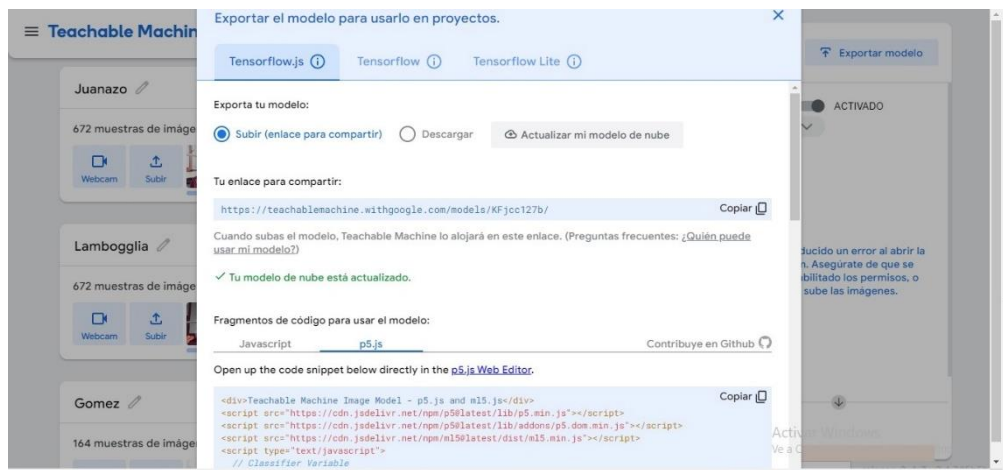 Teachable Machin
Exportar el modelo para usarlo en proyectos.
Exportar modelo
Tensorflow.js
Tensorflow
Tensorflow Lite
ACTIVADO
Juanazo
672 muestras de imáge
Webcam
Subir
Exporta tu modelo:
Subir (enlace para compartir)
Descargar
Actualizar mi modelo de nube
Tu enlace para compartir:
https://teachablemachine.withgoogle.com/models/KFjcc127b/
Copiar
Cuando subas el modelo, Teachable Machine lo alojará en este enlace. (Preguntas frecuentes: ¿Quién puede
usar mi modelo?)
✓ Tu modelo de nube está actualizado.
Lambogglia
672 muestras de imáge
Webcam
Subir
ducido un error al abrir la
n. Asegúrate de que se
bilitado los permisos, o
sube las imágenes.
Fragmentos de código para usar el modelo:
Javascript
p5.js
Contribuye en Github
Open up the code snippet below directly in the p5.js Web Editor.
Copiar
<div>Teachable Machine Image Model - p5.js and ml5.js</div>
<script src="https://cdn.jsdelivr.net/npm/p5@latest/lib/p5.min.js"></script>
<script src="https://cdn.jsdelivr.net/npm/p5@latest/lib/addons/p5.dom.min.js"></script>
<script src="https://cdn.jsdelivr.net/npm/ml5@latest/dist/ml5.min.js"></script>
<script type="text/javascript">
// Classifier Variable
Gomez
164 muestras de imáge
Activ Windows
Ve a C